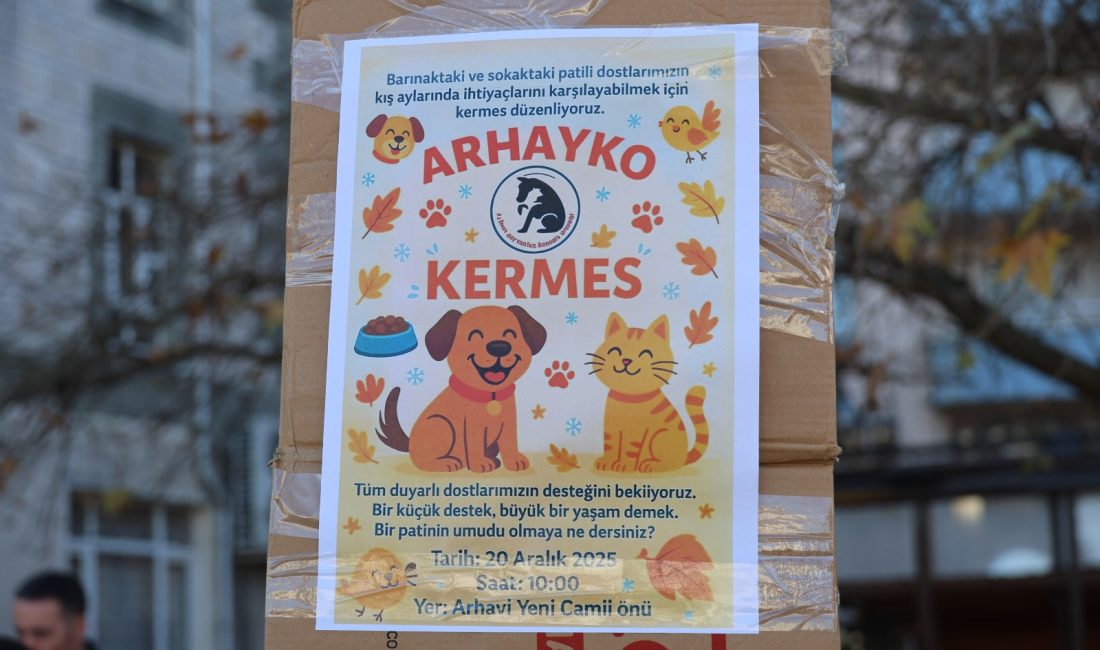 Barınaktaki ve sokaktaki patili dostlarımızın
kış aylarında ihtiyaçlarını karşılayabilmek için
kermes düzenliyoruz.
ARHAYKO
KERMES
Tüm duyarlı dostlarımızın desteğini bekiiyoruz.
Bir küçük destek, büyük bir yaşam demek.
Bir patinin umudu olmaya ne dersiniz?
Tarih: 20 Aralık 2025
Saat: 10:00
Yer: Arhavi Yeni Camii önü